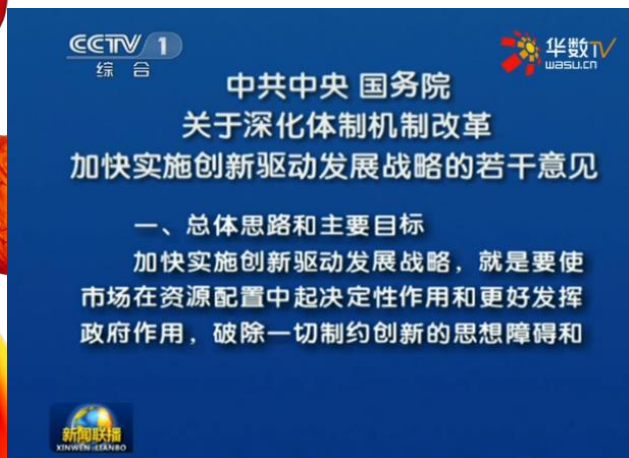 CCTV 1
综合
华数TV
wasu.cn
中共中央 国务院
关于深化体制机制改革
加快实施创新驱动发展战略的若干意见
一、总体思路和主要目标
加快实施创新驱动发展战略，就是要使
市场在资源配置中起决定性作用和更好发挥
政府作用，破除一切制约创新的思想障碍和
新闻联播
XINWEN LIANBO